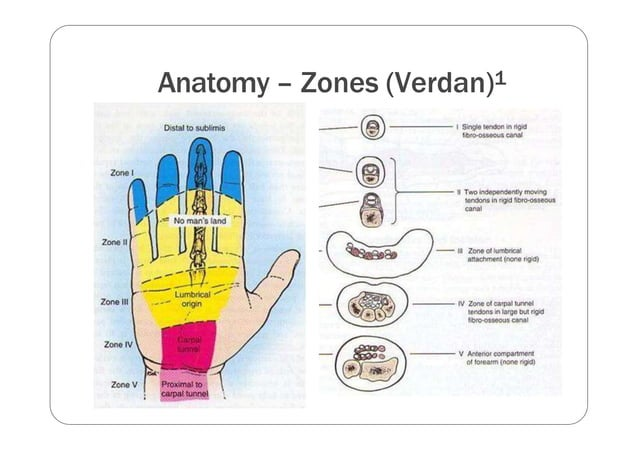 Anatomy – Zones (Verdan)1
Distal to sublimis
Zone I
No man's land
Zone II
Lumbrical
origin
Zone III
Carpal
tunnel
Zone IV
Zone V
Proximal to
carpal tunnel
I Single tendon in rigid
fibro-osseous canal
II Two independently moving
tendons in rigid fibro-osseous
canal
III Zone of lumbrical
attachment (none rigid)
IV Zone of carpal tunnel
tendons in large but rigid
fibro-osseous canal
V Anterior compartment
of forearm (none rigid)